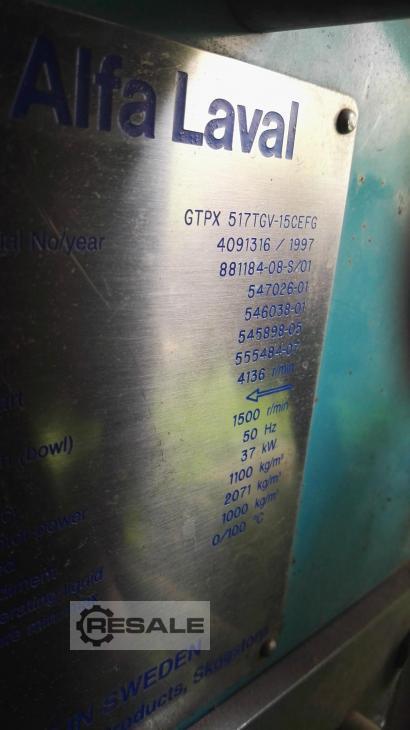 Alfa Laval
GTPX 517TGV-15CEFG
No/year 4091316 / 1997
881184-08-S/01
547026-01
546038-01
545898-05
555484-07
4136 r/min
(bowl)
1500 r/min
50 Hz
37 kW
power 1100 kg/m³
2071 kg/m³
1000 kg/m³
0/100 °C
liquid
RESALE
IN SWEDEN